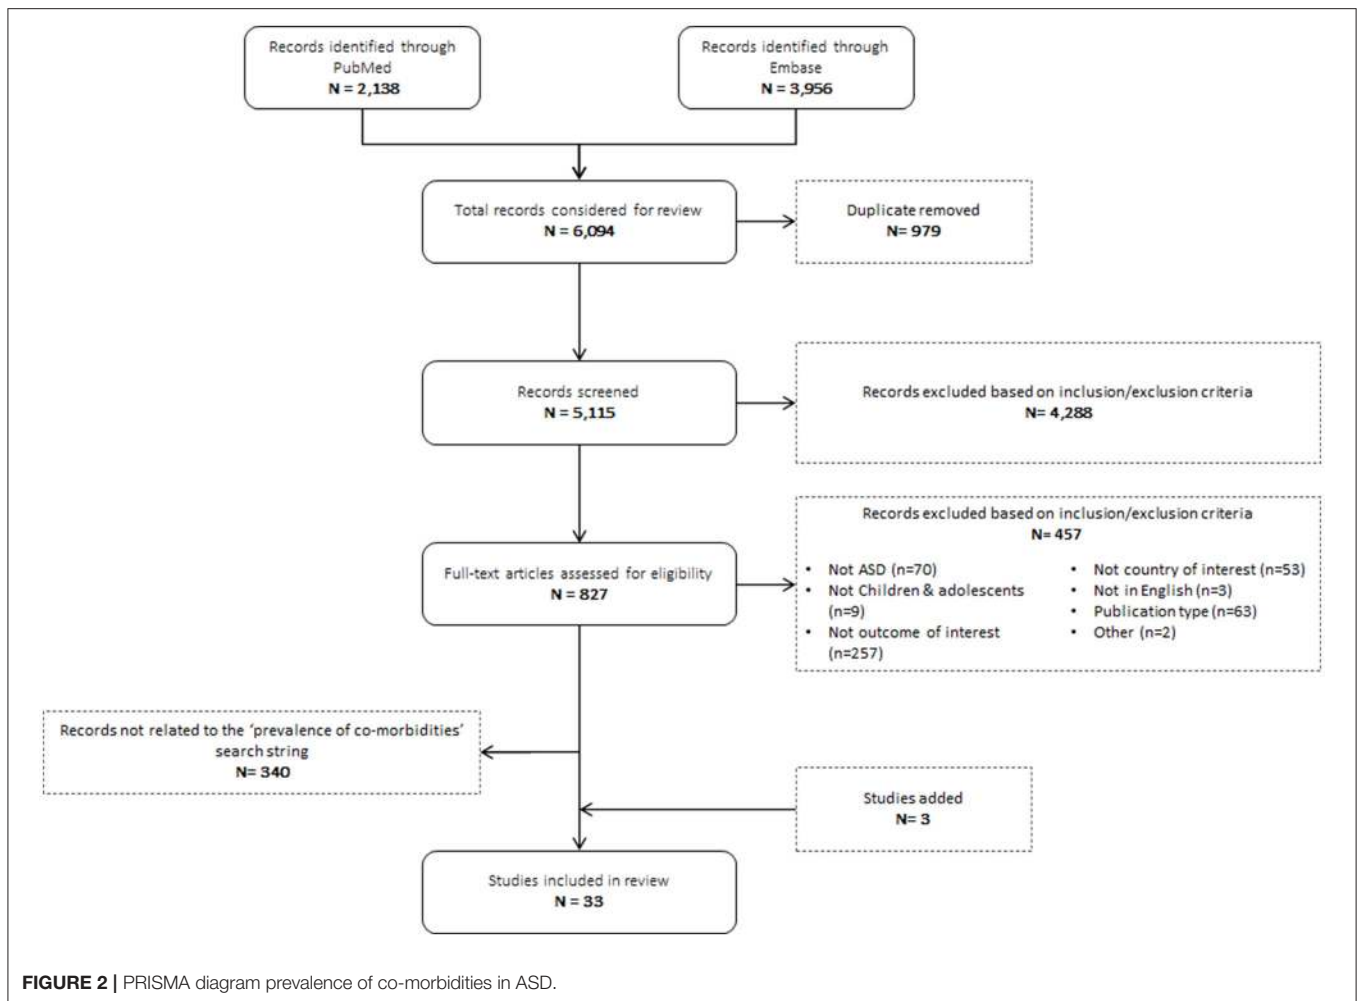 Records identified through
PubMed
N = 2,138
Records identified through
Embase
N = 3,956
Total records considered for review
N = 6,094
Duplicate removed
N= 979
Records screened
N = 5,115
Records excluded based on inclusion/exclusion criteria
N= 4,288
Full-text articles assessed for eligibility
N = 827
Records excluded based on inclusion/exclusion criteria
N= 457
• Not ASD (n=70)
• Not Children & adolescents
(n=9)
• Not outcome of interest
(n=257)
• Not country of interest (n=53)
• Not in English (n=3)
• Publication type (n=63)
• Other (n=2)
Records not related to the ‘prevalence of co-morbidities’
search string
N= 340
Studies added
N= 3
Studies included in review
N = 33
FIGURE 2 | PRISMA diagram prevalence of co-morbidities in ASD.